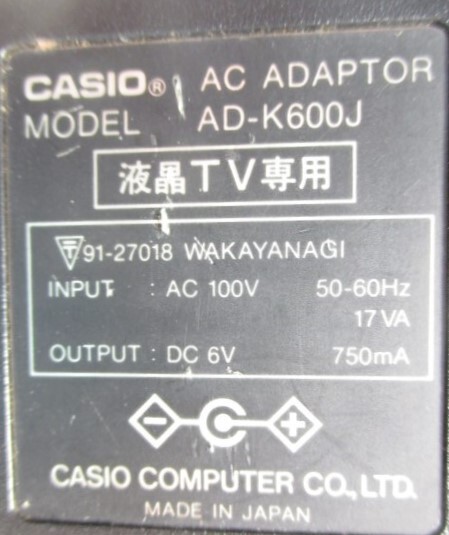 CASIO® AC ADAPTOR
MODEL AD-K600J
液晶TV専用
〒91-27018 WAKAYANAGI
INPUT : AC 100V 50-60Hz
17 VA
OUTPUT : DC 6V 750mA
CASIO COMPUTER CO., LTD.
MADE IN JAPAN